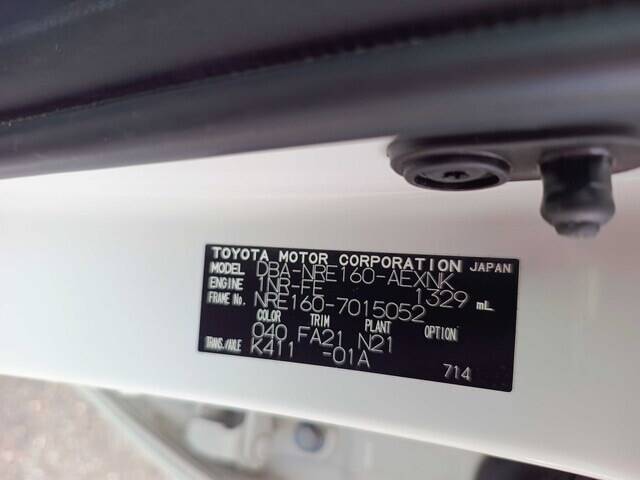 TOYOTA MOTOR CORPORATION JAPAN
MODEL DBA-NRE160-AEXNK
ENGINE 1NR-FE 1329 mL
FRAME No. NRE160-7015052
COLOR TRIM PLANT OPTION
040 FA21 N21
TRANS./AXLE K411 -01A
714